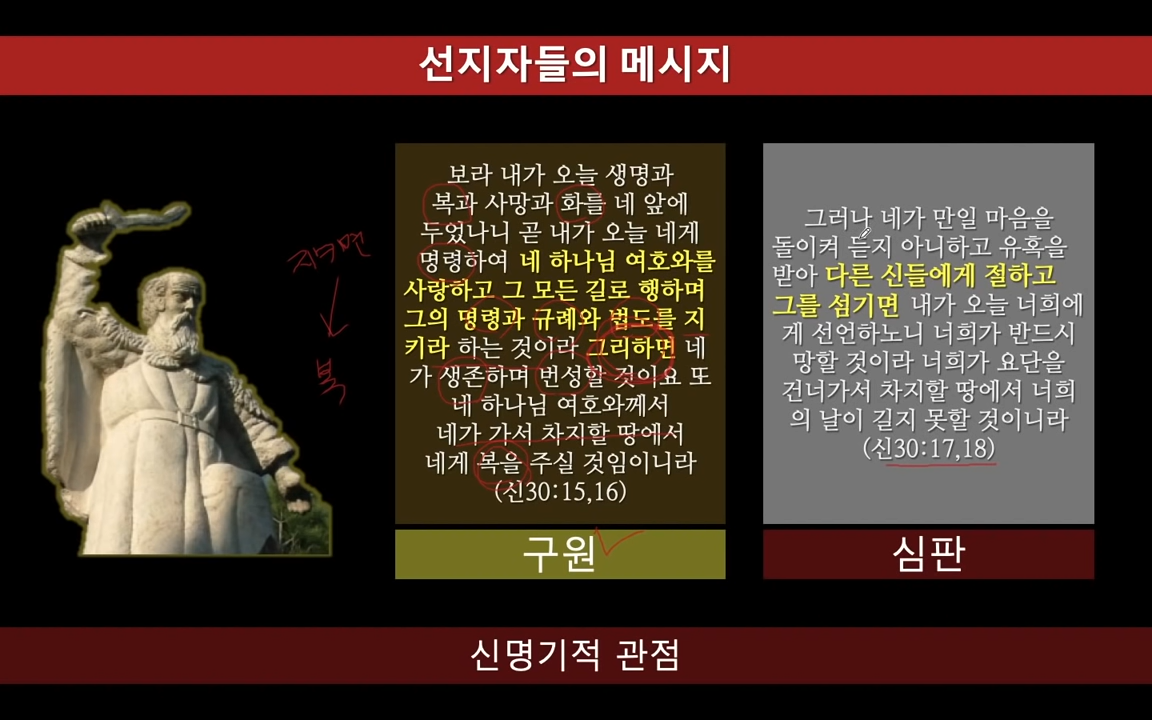 선지자들의 메시지
지키면
복
보라 내가 오늘 생명과
복과 사망과 화를 네 앞에
두었나니 곧 내가 오늘 네게
명령하여 네 하나님 여호와를
사랑하고 그 모든 길로 행하며
그의 명령과 규례와 법도를 지
키라 하는 것이라 그리하면 네
가 생존하며 번성할 것이요 또
네 하나님 여호와께서
네가 가서 차지할 땅에서
네게 복을 주실 것임이니라
(신30:15,16)
구원
그러나 네가 만일 마음을
돌이켜 듣지 아니하고 유혹을
받아 다른 신들에게 절하고
그를 섬기면 내가 오늘 너희에
게 선언하노니 너희가 반드시
망할 것이라 너희가 요단을
건너가서 차지할 땅에서 너희
의 날이 길지 못할 것이니라
(신30:17,18)
심판
신명기적 관점